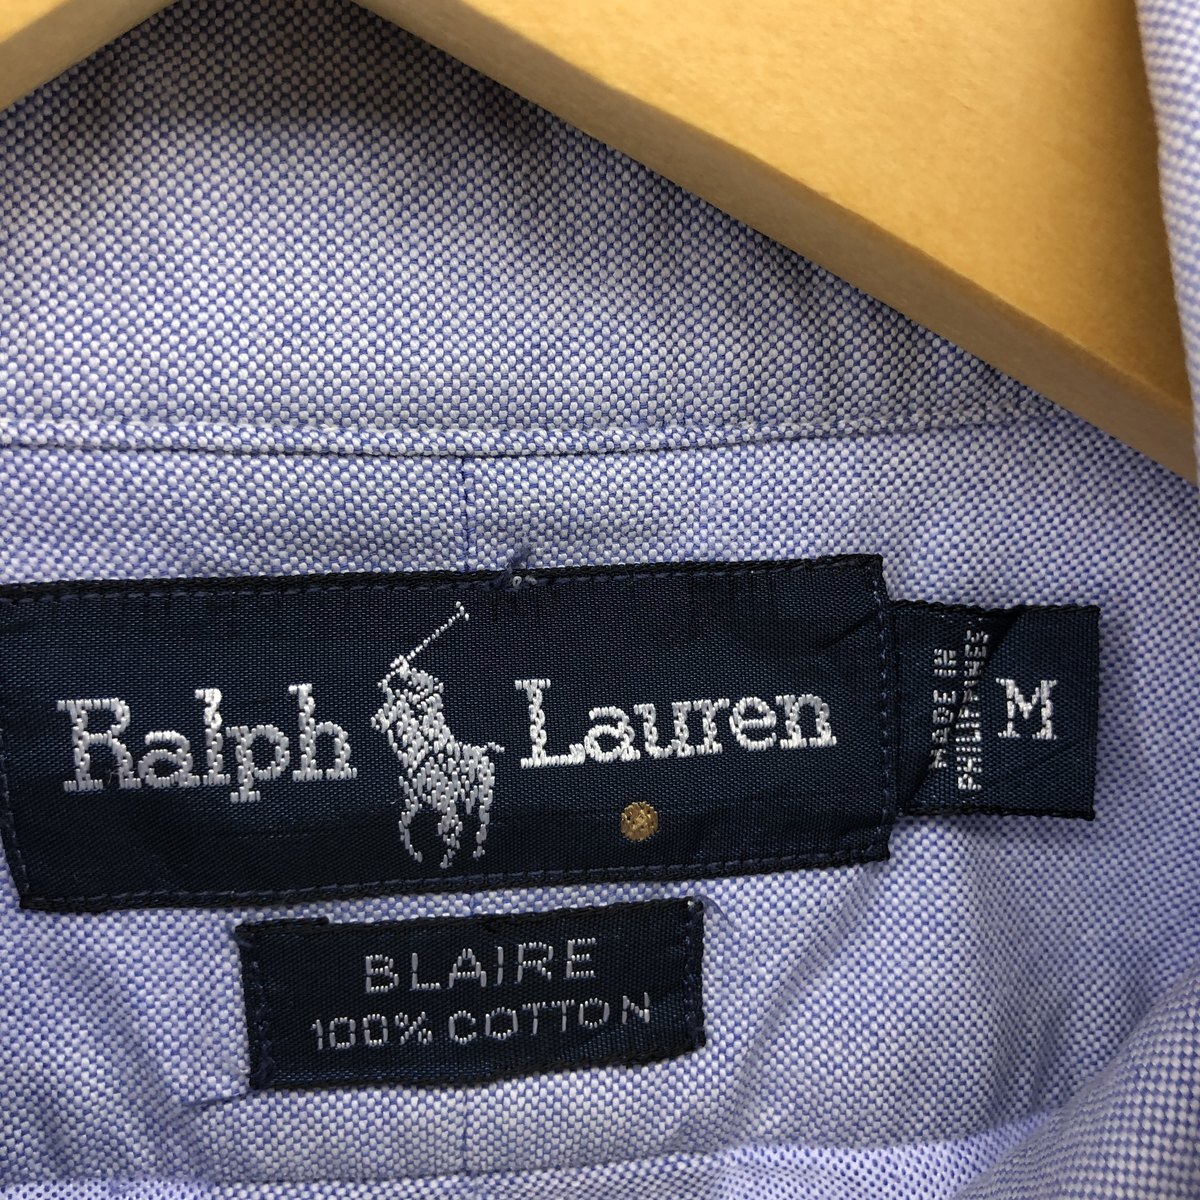 Ralph Lauren
MADE IN
PHILIPPINES
M
BLAIRE
100% COTTON